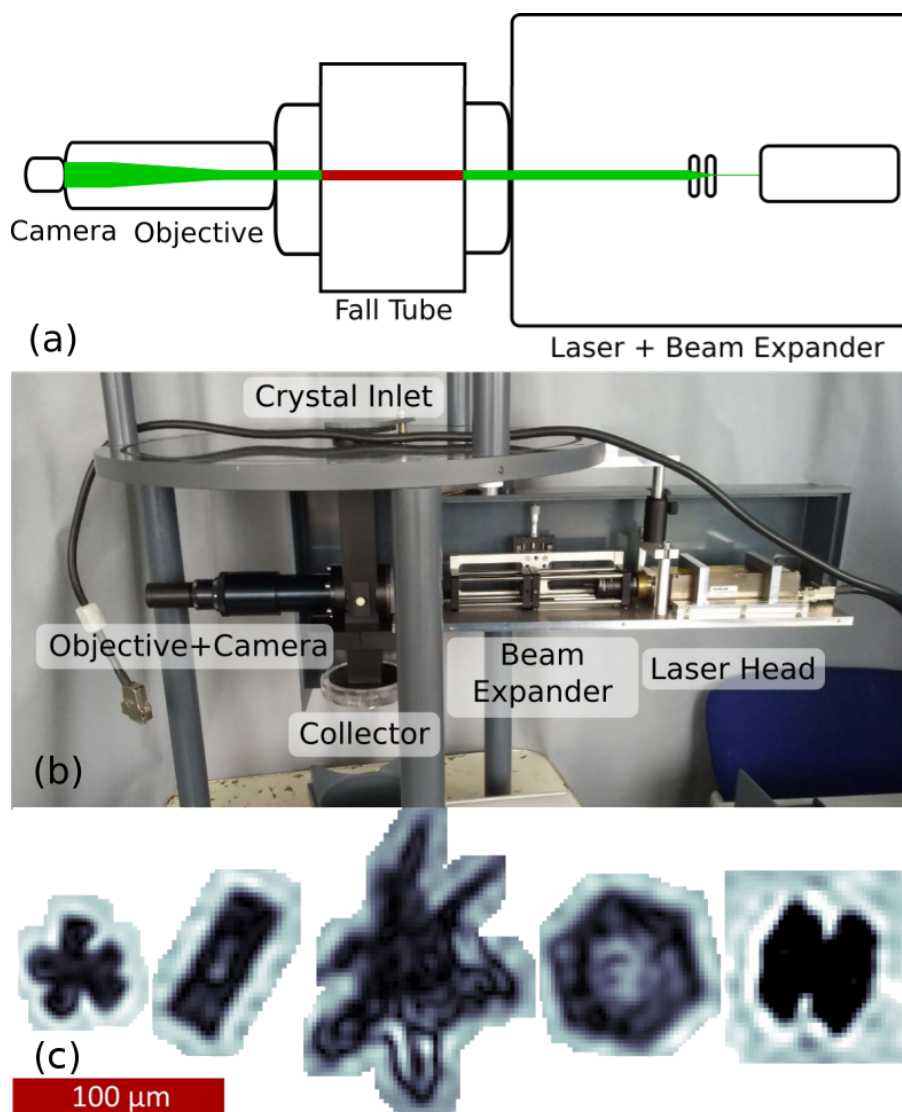 Camera Objective
Fall Tube
(a)
Laser + Beam Expander
Crystal Inlet
Objective+Camera
Beam
Expander
Laser Head
Collector
(b)
(c)
100 µm